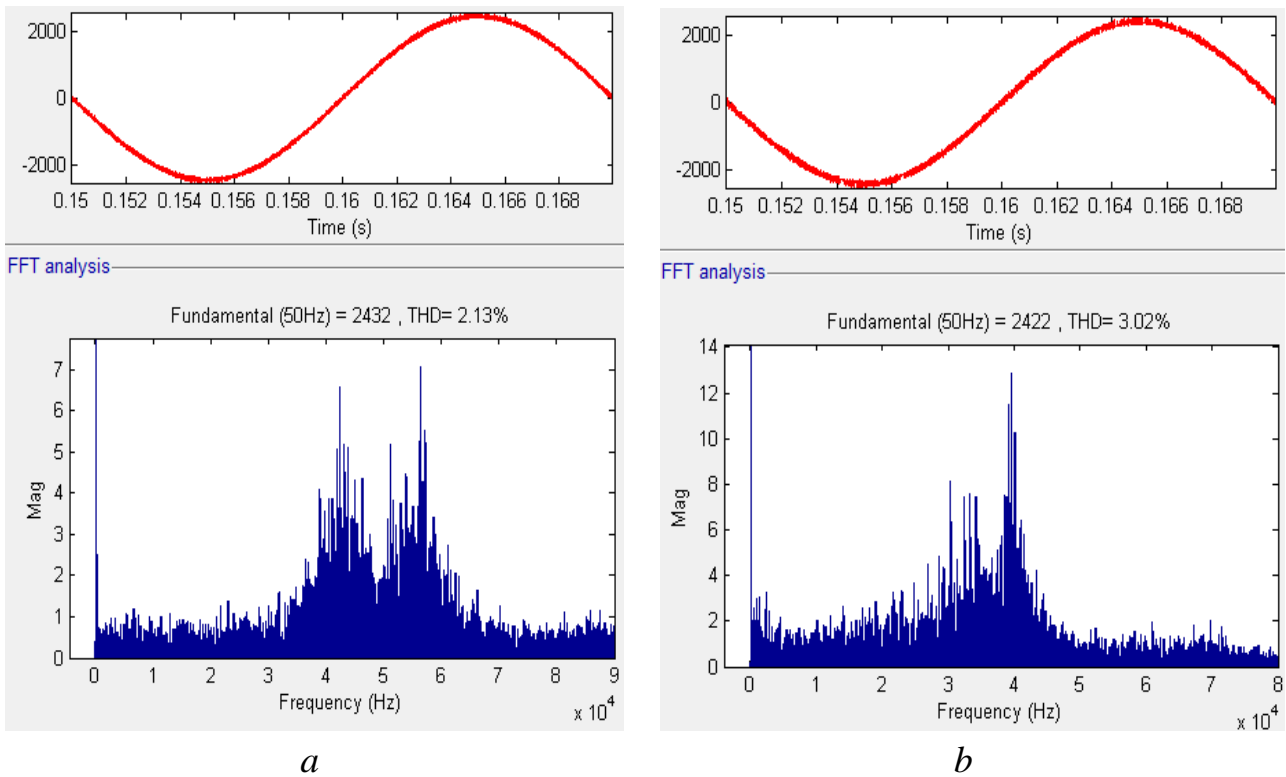 2000
0
-2000
0.15 0.152 0.154 0.156 0.158 0.16 0.162 0.164 0.166 0.168
Time (s)
FFT analysis
Fundamental (50Hz) = 2432 , THD= 2.13%
7
6
5
4
3
2
1
0
Mag
0 1 2 3 4 5 6 7 8 9
Frequency (Hz)
x 10^4
a
2000
0
-2000
0.15 0.152 0.154 0.156 0.158 0.16 0.162 0.164 0.166 0.168
Time (s)
FFT analysis
Fundamental (50Hz) = 2422 , THD= 3.02%
14
12
10
8
6
4
2
0
Mag
0 1 2 3 4 5 6 7 8
Frequency (Hz)
x 10^4
b